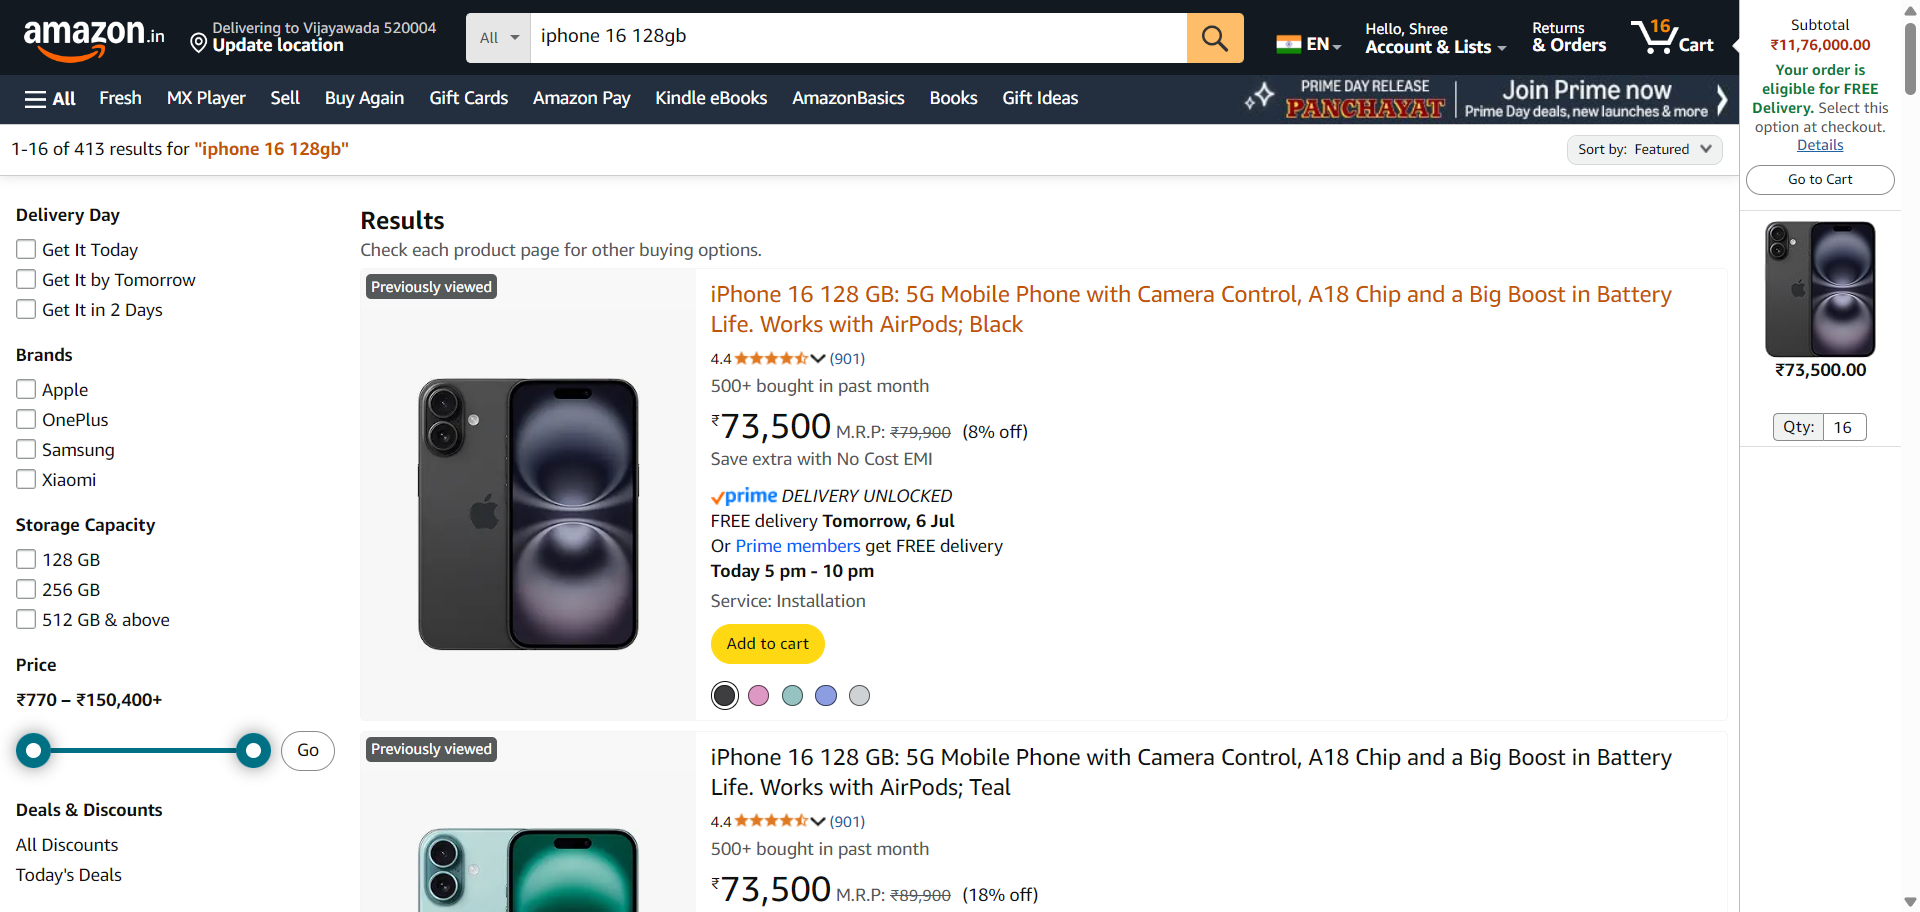 amazon.in
Delivering to Vijayawada 520004
Update location
All
iphone 16 128gb
EN
Hello, Shree
Account & Lists
Returns
& Orders
16
Cart
All
Fresh
MX Player
Sell
Buy Again
Gift Cards
Amazon Pay
Kindle eBooks
AmazonBasics
Books
Gift Ideas
PRIME DAY RELEASE
PANCHAYAT
Join Prime now
Prime Day deals, new launches & more
Subtotal
₹11,76,000.00
Your order is
eligible for FREE
Delivery. Select this
option at checkout.
Details
Go to Cart
₹73,500.00
Qty: 16
1-16 of 413 results for "iphone 16 128gb"
Sort by: Featured
Delivery Day
Get It Today
Get It by Tomorrow
Get It in 2 Days
Brands
Apple
OnePlus
Samsung
Xiaomi
Storage Capacity
128 GB
256 GB
512 GB & above
Price
₹770 – ₹150,400+
Go
Deals & Discounts
All Discounts
Today's Deals
Results
Check each product page for other buying options.
Previously viewed
iPhone 16 128 GB: 5G Mobile Phone with Camera Control, A18 Chip and a Big Boost in Battery
Life. Works with AirPods; Black
4.4 (901)
500+ bought in past month
₹73,500 M.R.P: ₹79,900 (8% off)
Save extra with No Cost EMI
prime DELIVERY UNLOCKED
FREE delivery Tomorrow, 6 Jul
Or Prime members get FREE delivery
Today 5 pm - 10 pm
Service: Installation
Add to cart
Previously viewed
iPhone 16 128 GB: 5G Mobile Phone with Camera Control, A18 Chip and a Big Boost in Battery
Life. Works with AirPods; Teal
4.4 (901)
500+ bought in past month
₹73,500 M.R.P: ₹89,900 (18% off)